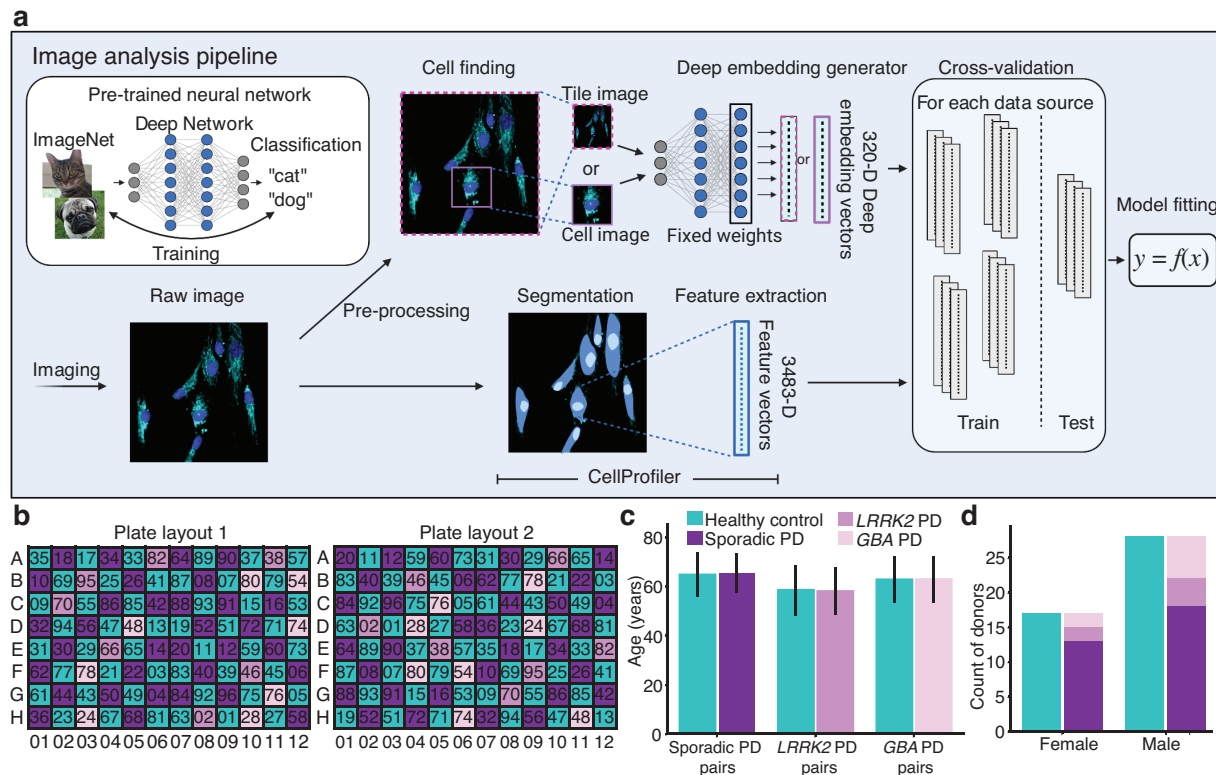 a
Image analysis pipeline
Pre-trained neural network
ImageNet
Deep Network
Classification
"cat"
"dog"
Training
Cell finding
Tile image
or
Cell image
Deep embedding generator
Fixed weights
or
320-D Deep
embedding vectors
Cross-validation
For each data source
Train
Test
Model fitting
y = f(x)
Imaging
Raw image
Pre-processing
Segmentation
Feature extraction
3483-D
Feature vectors
CellProfiler
b
Plate layout 1
A 35 18 17 34 33 82 64 89 90 37 38 57
B 10 69 95 25 26 41 87 08 07 80 79 54
C 09 70 55 86 85 42 88 93 91 15 16 53
D 32 94 56 47 48 13 19 52 51 72 71 74
E 31 30 29 66 65 14 20 11 12 59 60 73
F 62 77 78 21 22 03 83 40 39 46 45 06
G 61 44 43 50 49 04 84 92 96 75 76 05
H 36 23 24 67 68 81 63 02 01 28 27 58
01 02 03 04 05 06 07 08 09 10 11 12
Plate layout 2
A 20 11 12 59 60 73 31 30 29 66 65 14
B 83 40 39 46 45 06 62 77 78 21 22 03
C 84 92 96 75 76 05 61 44 43 50 49 04
D 63 02 01 28 27 58 36 23 24 67 68 81
E 64 89 90 37 38 57 35 18 17 34 33 82
F 87 08 07 80 79 54 10 69 95 25 26 41
G 88 93 91 15 16 53 09 70 55 86 85 42
H 19 52 51 72 71 74 32 94 56 47 48 13
01 02 03 04 05 06 07 08 09 10 11 12
c
Healthy control
Sporadic PD
LRRK2 PD
GBA PD
Age (years)
80
60
40
20
0
Sporadic PD
pairs
LRRK2 PD
pairs
GBA PD
pairs
d
Count of donors
25
20
15
10
5
0
Female
Male